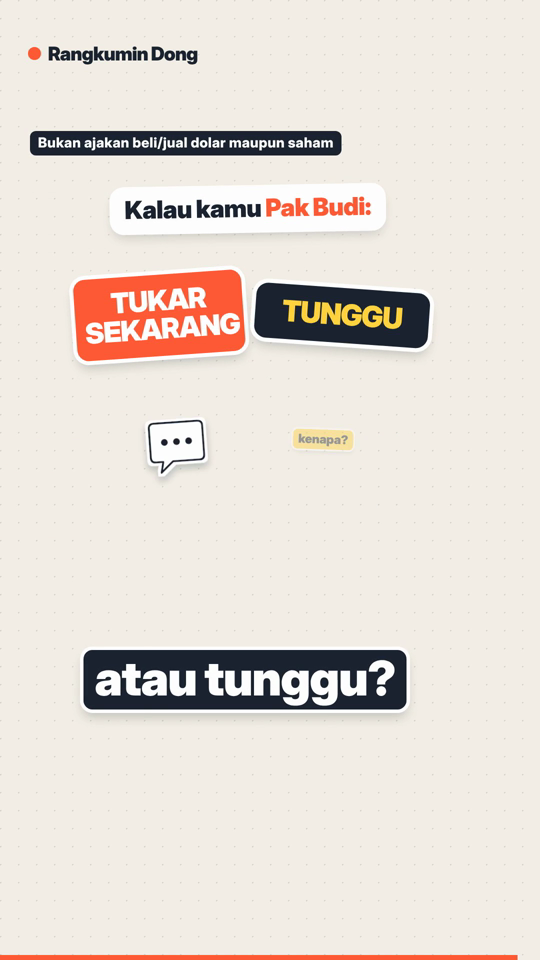 Rangkumin Dong
Bukan ajakan beli/jual dolar maupun saham
Kalau kamu Pak Budi:
TUKAR
SEKARANG
TUNGGU
kenapa?
atau tunggu?